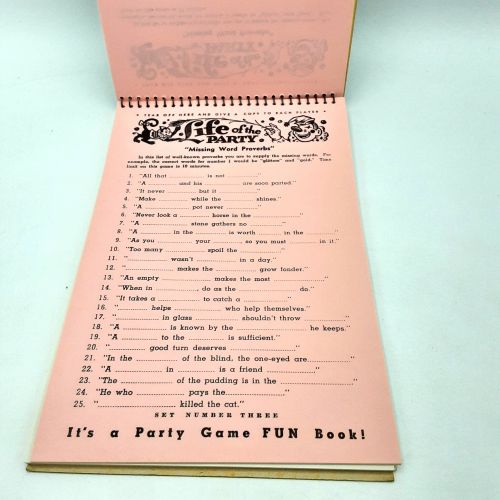 • TEAR OFF HERE AND GIVE A COPY TO EACH PLAYER •
Life of the
PARTY
"Missing Word Proverbs"
In this list of well-known proverbs you are to supply the missing words. For
example, the correct words for number 1 would be "glitters" and "gold." Time
limit on this game is 10 minutes.
1. "All that ............ is not ............"
2. "A ............ and his ............ are soon parted."
3. "It never ............ but it ............"
4. "Make ............ while the ............ shines."
5. "A ............ pot never ............"
6. "Never look a ............ horse in the ............"
7. "A ............ stone gathers no ............"
8. "A ............ in the ............ is worth ............ in the ............"
9. "As you ............ your ............, so you must ............ in it."
10. "Too many ............ spoil the ............"
11. "............ wasn't ............ in a day."
12. "............ makes the ............ grow fonder."
13. "An empty ............ makes the most ............"
14. "When in ............, do as the ............ do."
15. "It takes a ............ to catch a ............"
16. "............ helps ............ who help themselves."
17. "............ in glass ............ shouldn't throw ............"
18. "A ............ is known by the ............ he keeps."
19. "A ............ to the ............ is sufficient."
20. "............ good turn deserves ............"
21. "In the ............ of the blind, the one-eyed are............"
22. "A ............ in ............ is a friend ............"
23. "The ............ of the pudding is in the ............"
24. "He who ............ pays the............"
25. "............ killed the cat."
SET NUMBER THREE
It's a Party Game FUN Book!